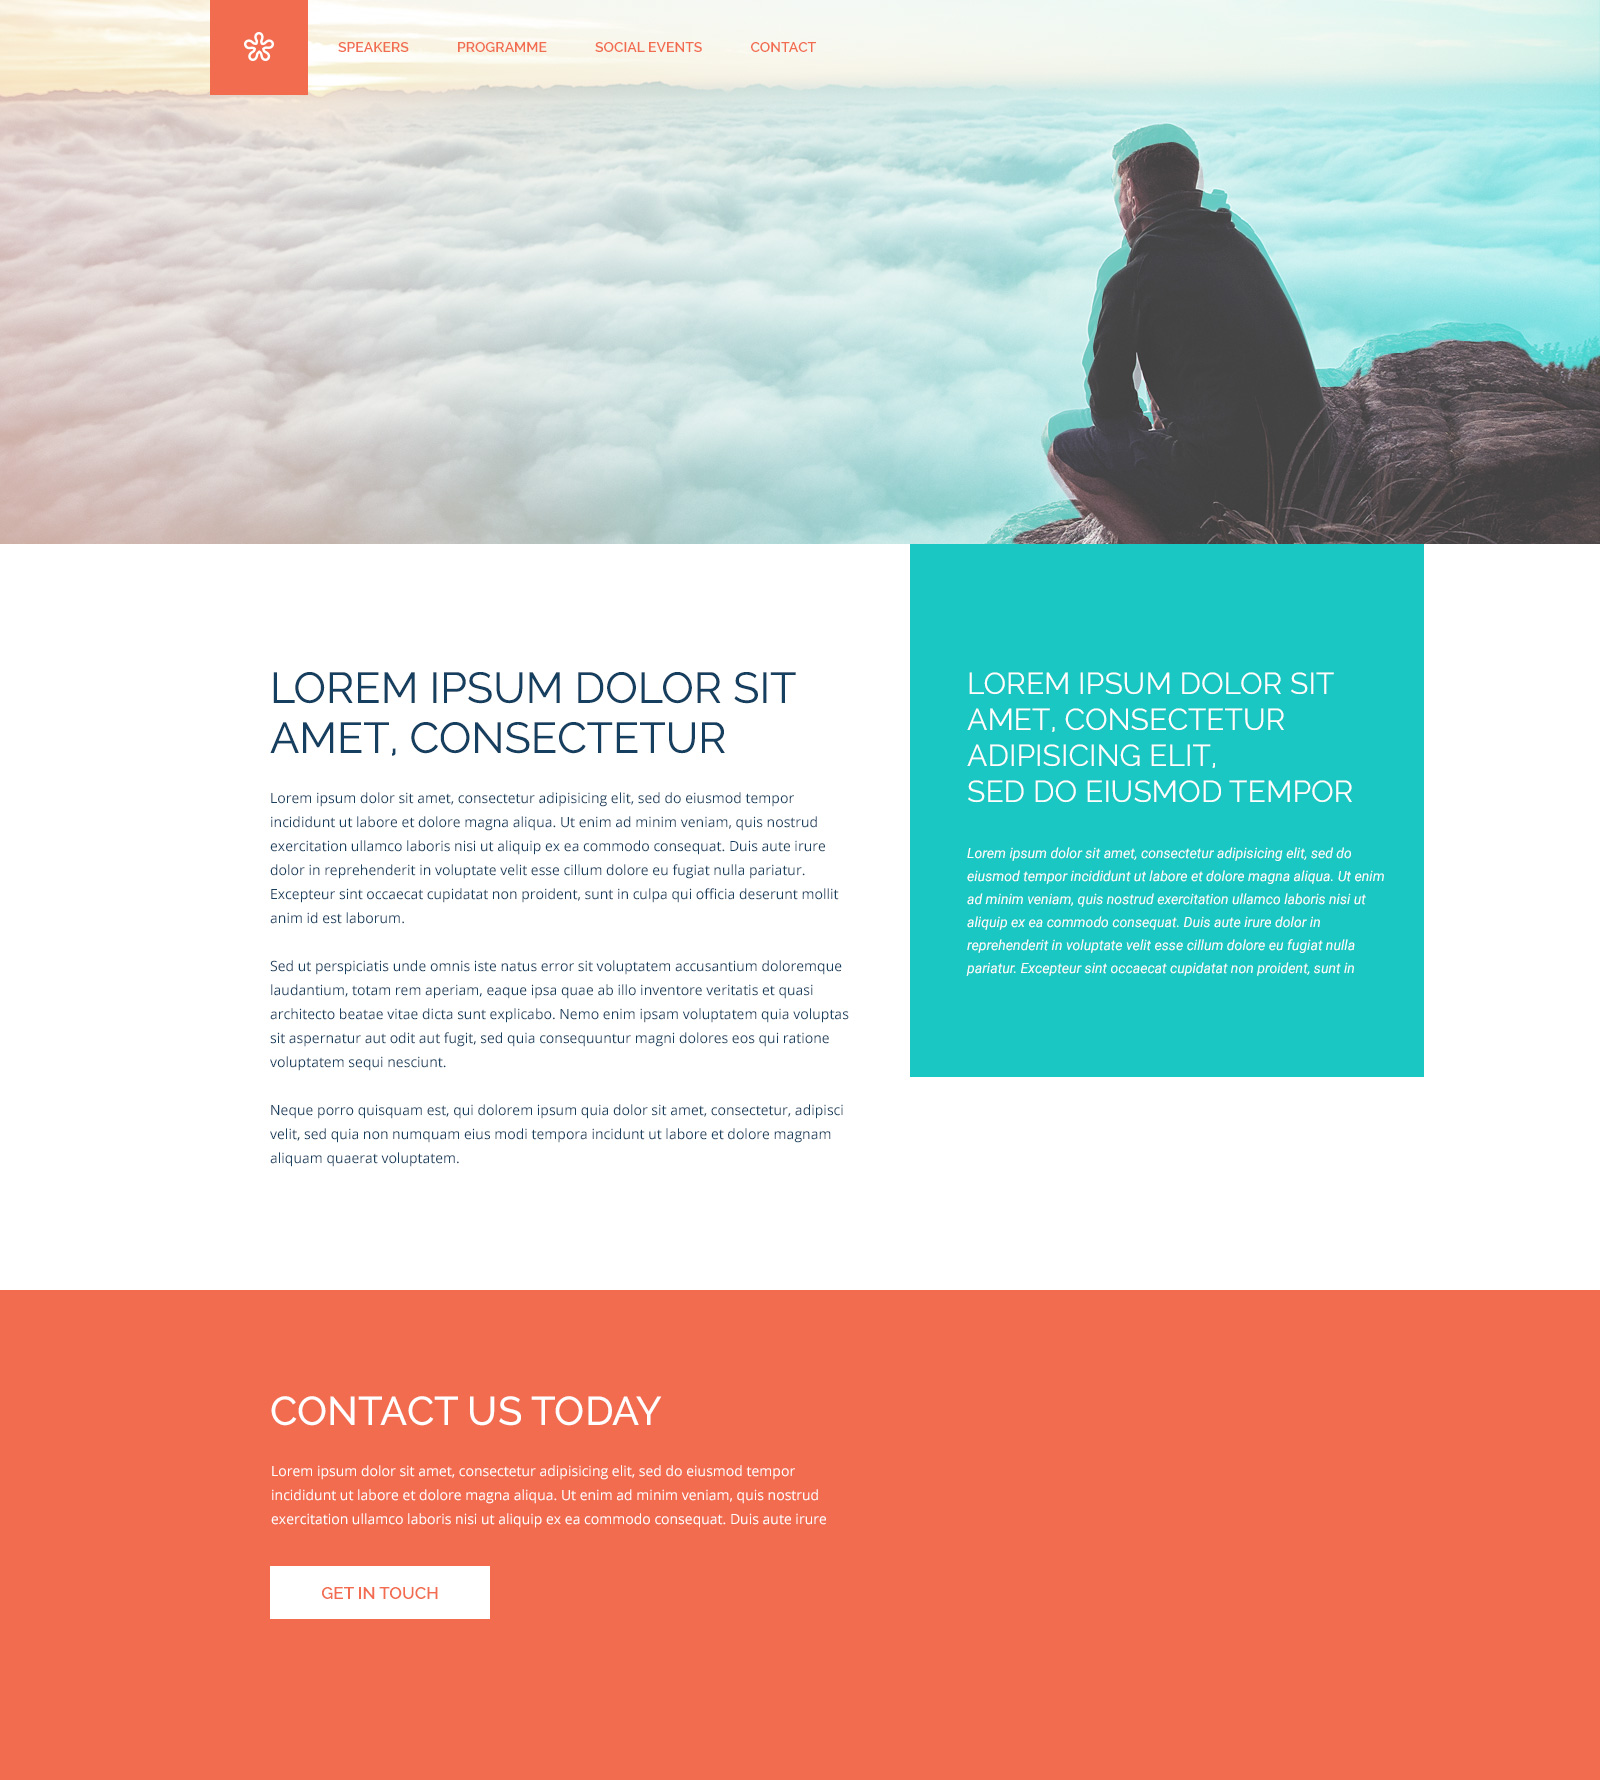 SPEAKERS PROGRAMME SOCIAL EVENTS CONTACT
LOREM IPSUM DOLOR SIT
AMET, CONSECTETUR
Lorem ipsum dolor sit amet, consectetur adipisicing elit, sed do eiusmod tempor
incididunt ut labore et dolore magna aliqua. Ut enim ad minim veniam, quis nostrud
exercitation ullamco laboris nisi ut aliquip ex ea commodo consequat. Duis aute irure
dolor in reprehenderit in voluptate velit esse cillum dolore eu fugiat nulla pariatur.
Excepteur sint occaecat cupidatat non proident, sunt in culpa qui officia deserunt mollit
anim id est laborum.
Sed ut perspiciatis unde omnis iste natus error sit voluptatem accusantium doloremque
laudantium, totam rem aperiam, eaque ipsa quae ab illo inventore veritatis et quasi
architecto beatae vitae dicta sunt explicabo. Nemo enim ipsam voluptatem quia voluptas
sit aspernatur aut odit aut fugit, sed quia consequuntur magni dolores eos qui ratione
voluptatem sequi nesciunt.
Neque porro quisquam est, qui dolorem ipsum quia dolor sit amet, consectetur, adipisci
velit, sed quia non numquam eius modi tempora incidunt ut labore et dolore magnam
aliquam quaerat voluptatem.
LOREM IPSUM DOLOR SIT
AMET, CONSECTETUR
ADIPISICING ELIT,
SED DO EIUSMOD TEMPOR
Lorem ipsum dolor sit amet, consectetur adipisicing elit, sed do
eiusmod tempor incididunt ut labore et dolore magna aliqua. Ut enim
ad minim veniam, quis nostrud exercitation ullamco laboris nisi ut
aliquip ex ea commodo consequat. Duis aute irure dolor in
reprehenderit in voluptate velit esse cillum dolore eu fugiat nulla
pariatur. Excepteur sint occaecat cupidatat non proident, sunt in
CONTACT US TODAY
Lorem ipsum dolor sit amet, consectetur adipisicing elit, sed do eiusmod tempor
incididunt ut labore et dolore magna aliqua. Ut enim ad minim veniam, quis nostrud
exercitation ullamco laboris nisi ut aliquip ex ea commodo consequat. Duis aute irure
GET IN TOUCH